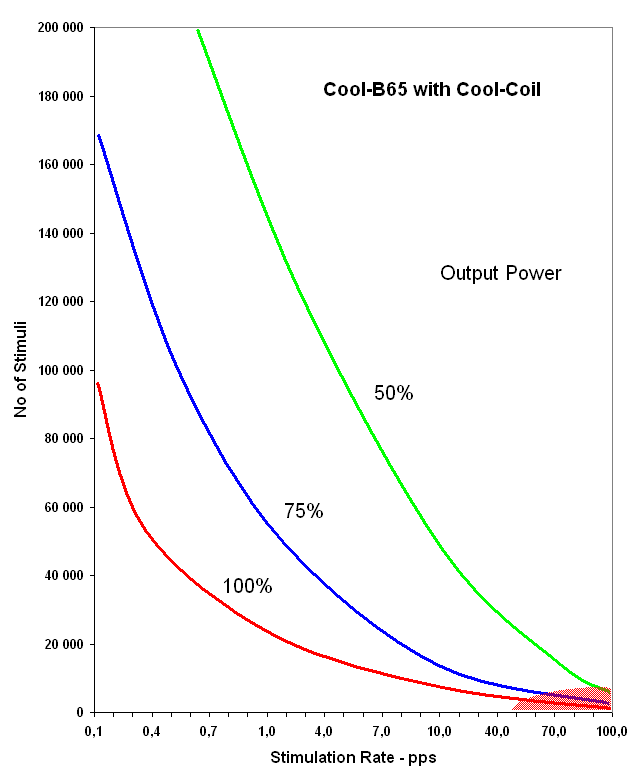 200 000
Cool-B65 with Cool-Coil
180 000
160 000
140 000
Output Power
120 000
No of Stimuli
100 000
50%
80 000
75%
60 000
100%
40 000
20 000
0
0,1 0,4 0,7 1,0 4,0 7,0 10,0 40,0 70,0 100,0
Stimulation Rate - pps